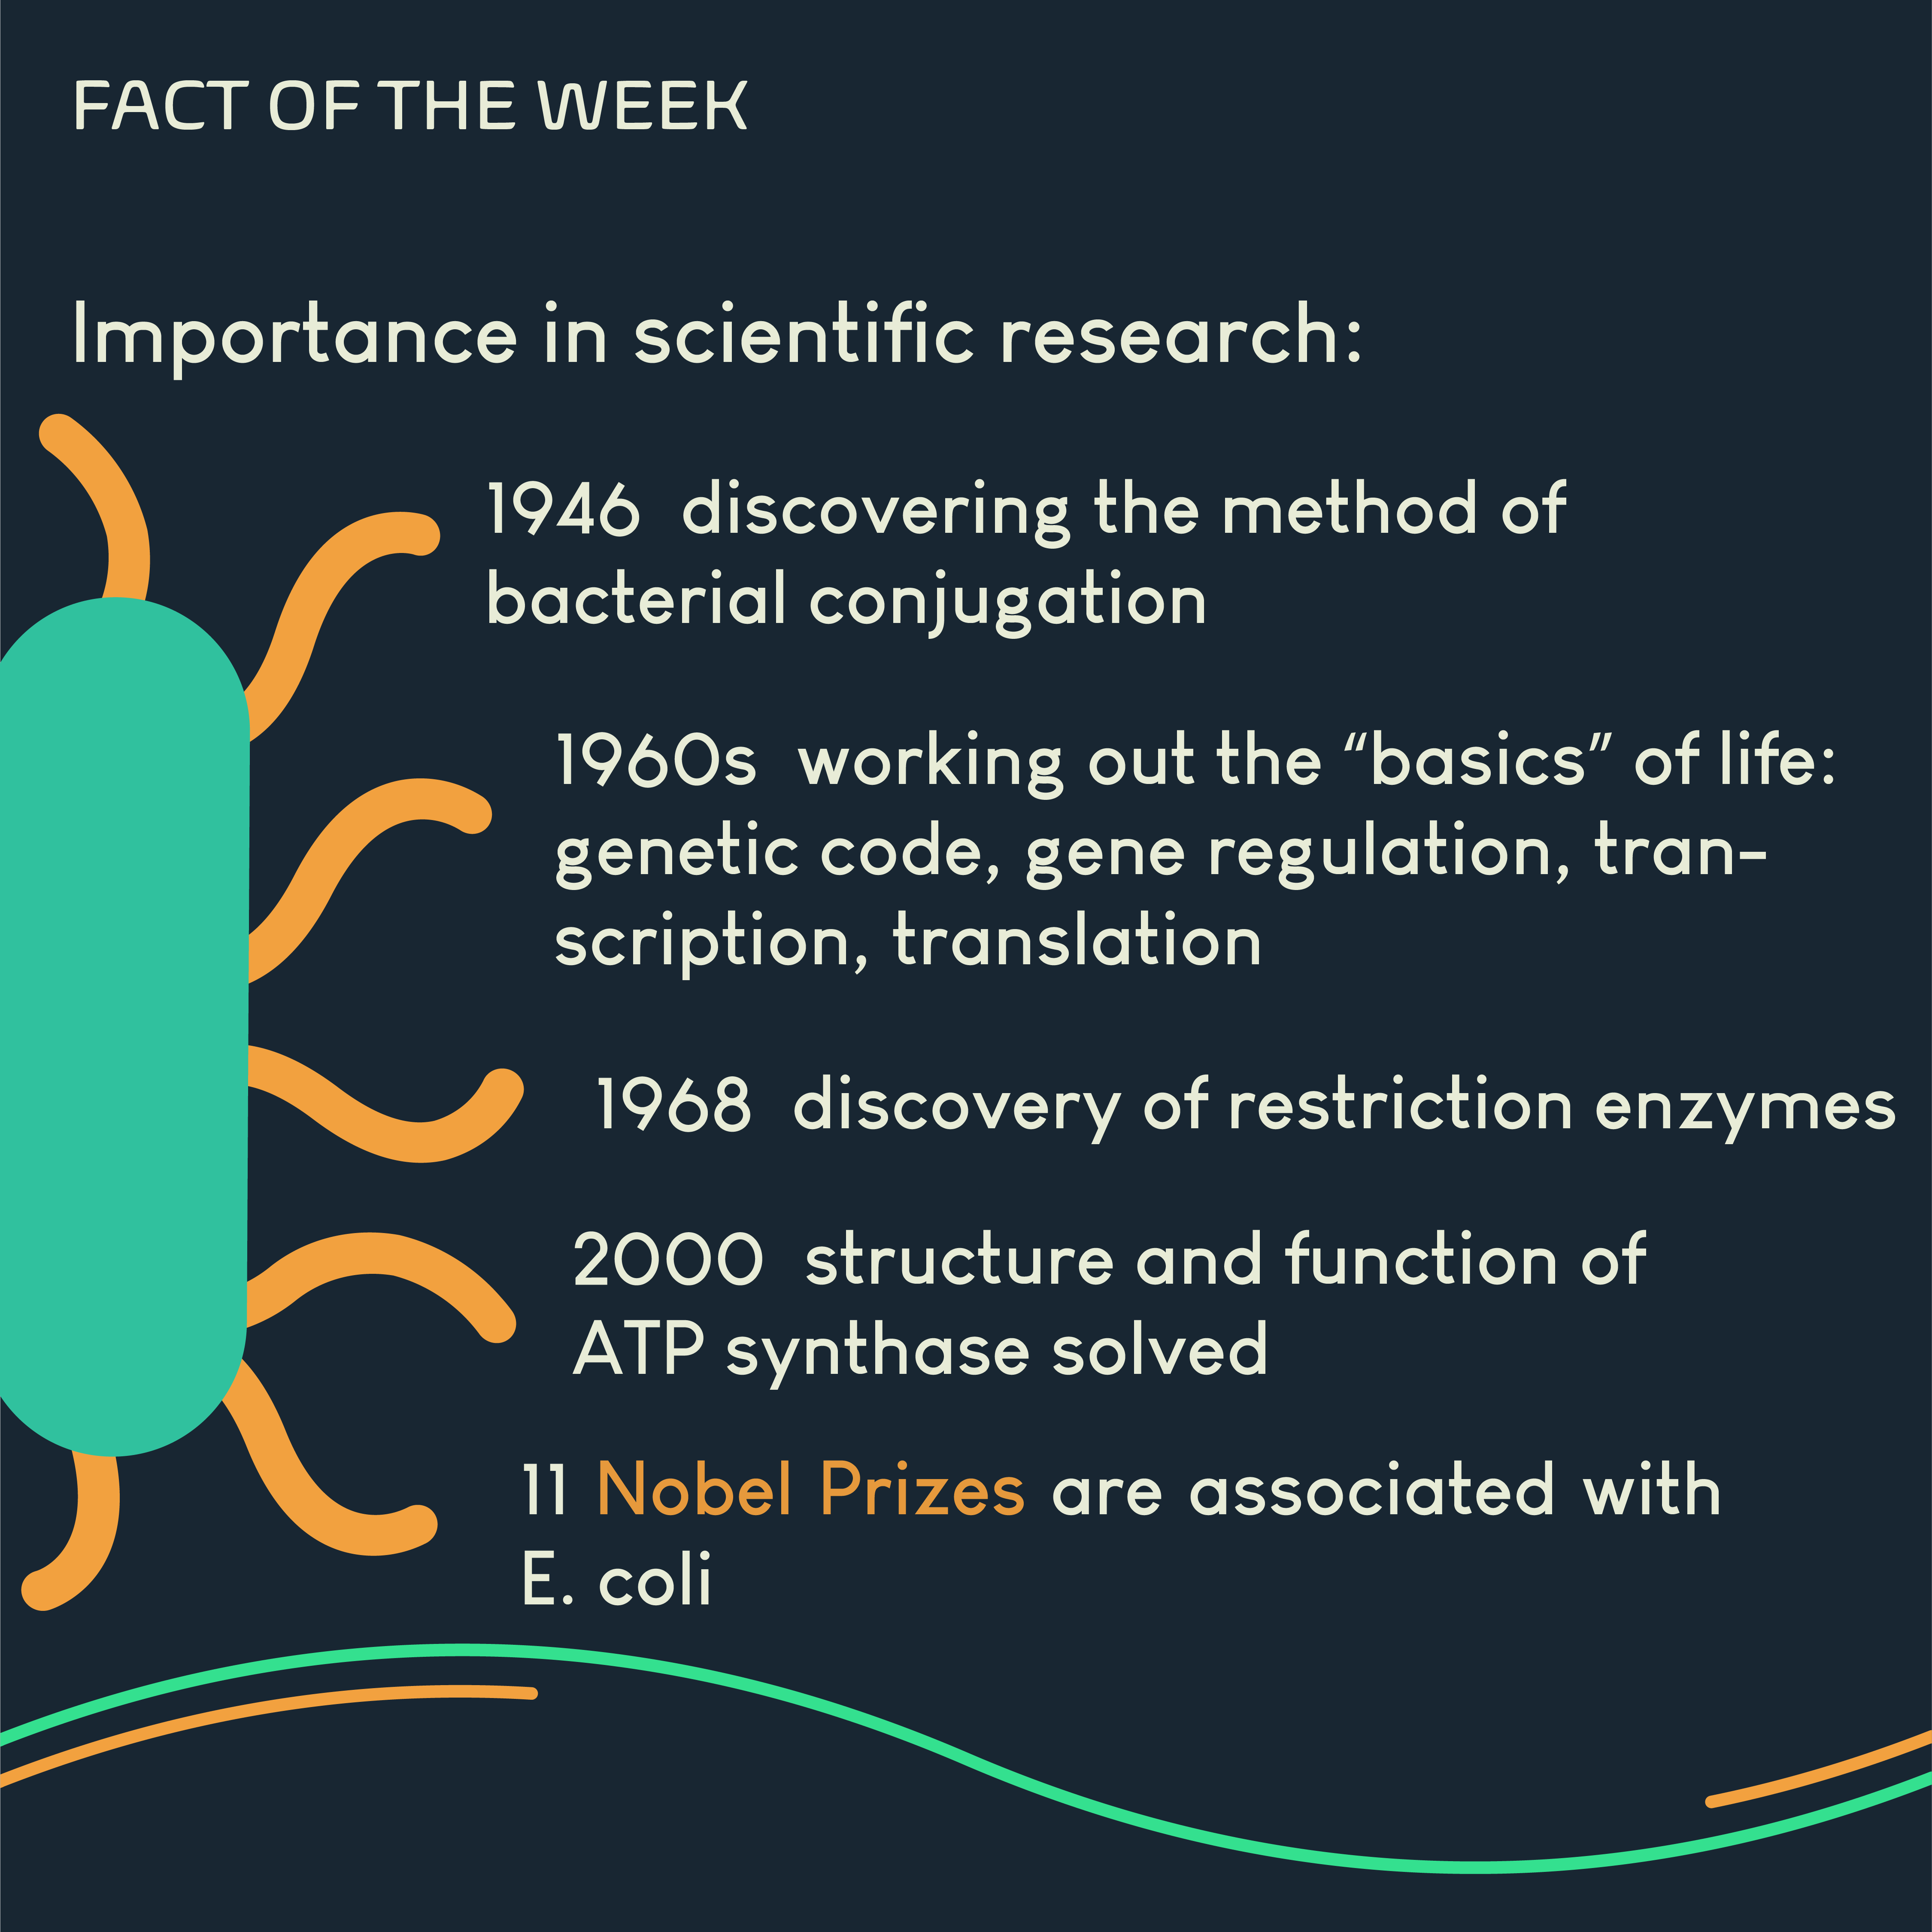 FACT OF THE WEEK
Importance in scientific research:
1946 discovering the method of
bacterial conjugation
1960s working out the “basics” of life:
genetic code, gene regulation, tran-
scription, translation
1968 discovery of restriction enzymes
2000 structure and function of
ATP synthase solved
11 Nobel Prizes are associated with
E. coli